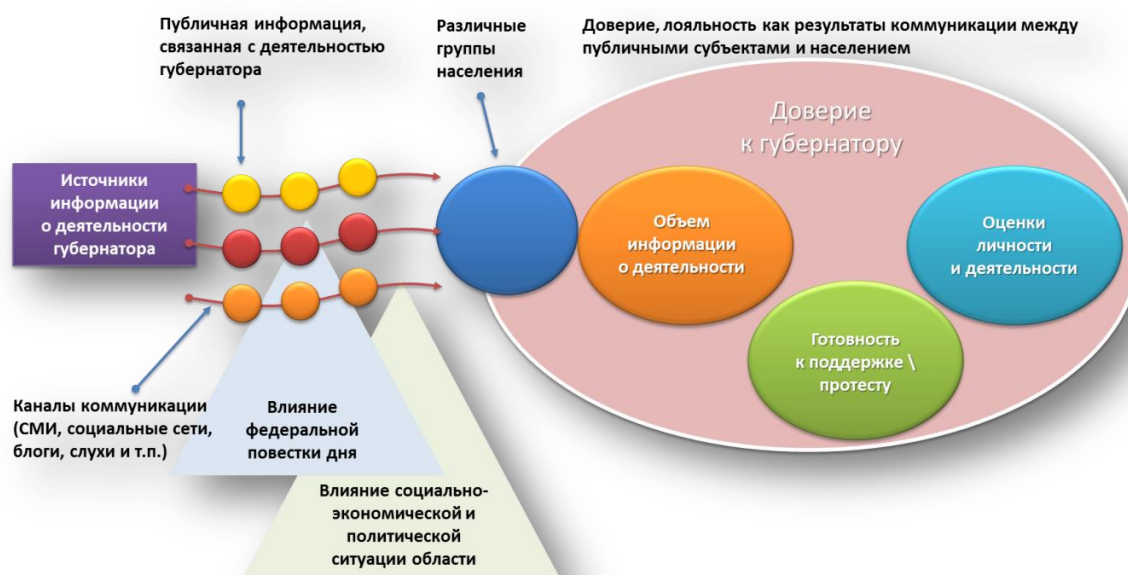 Публичная информация,
связанная с деятельностью
губернатора
Различные
группы
населения
Доверие, лояльность как результаты коммуникации между
публичными субъектами и населением
Доверие
к губернатору
Источники
информации
о деятельности
губернатора
Объем
информации
о деятельности
Оценки
личности
и деятельности
Готовность
к поддержке \
протесту
Каналы коммуникации
(СМИ, социальные сети,
блоги, слухи и т.п.)
Влияние
федеральной
повестки дня
Влияние социально-
экономической и
политической
ситуации области